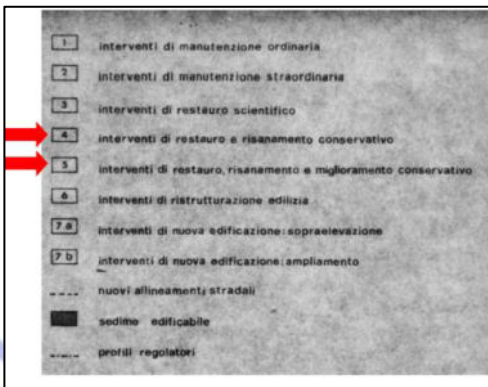 1 interventi di manutenzione ordinaria
2 interventi di manutenzione straordinaria
3 interventi di restauro scientifico
4 interventi di restauro e risanamento conservativo
5 interventi di restauro, risanamento e miglioramento conservativo
6 interventi di ristrutturazione edilizia
7a interventi di nuova edificazione: sopraelevazione
7b interventi di nuova edificazione: ampliamento
nuovi allineamenti stradali
sedime edificabile
profili regolatori